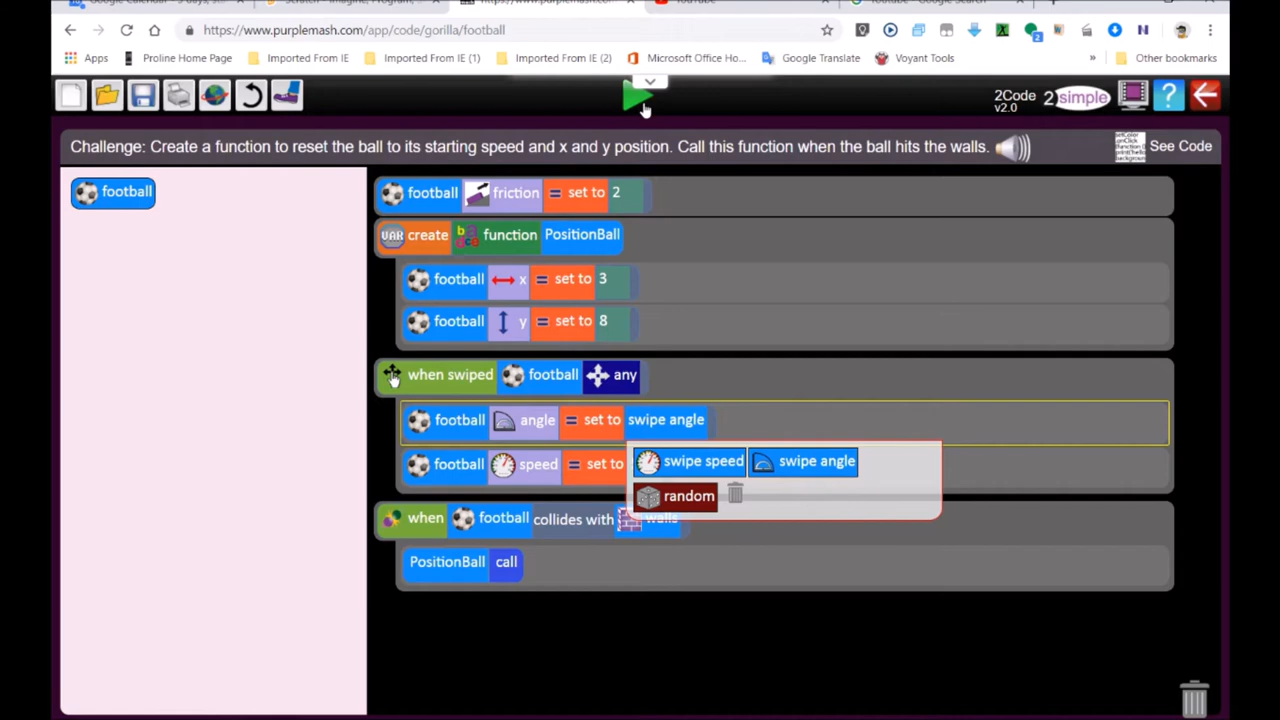 https://www.purplemash.com/app/code/gorilla/football
Apps Proline Home Page Imported From IE Imported From IE (1) Imported From IE (2) Microsoft Office Ho... Google Translate Voyant Tools » Other bookmarks
2Code v2.0 2simple ?
Challenge: Create a function to reset the ball to its starting speed and x and y position. Call this function when the ball hits the walls. See Code
football
football friction = set to 2
VAR create function PositionBall
football x = set to 3
football y = set to 8
when swiped football any
football angle = set to swipe angle
football speed = set to
swipe speed swipe angle
random
when football collides with walls
PositionBall call